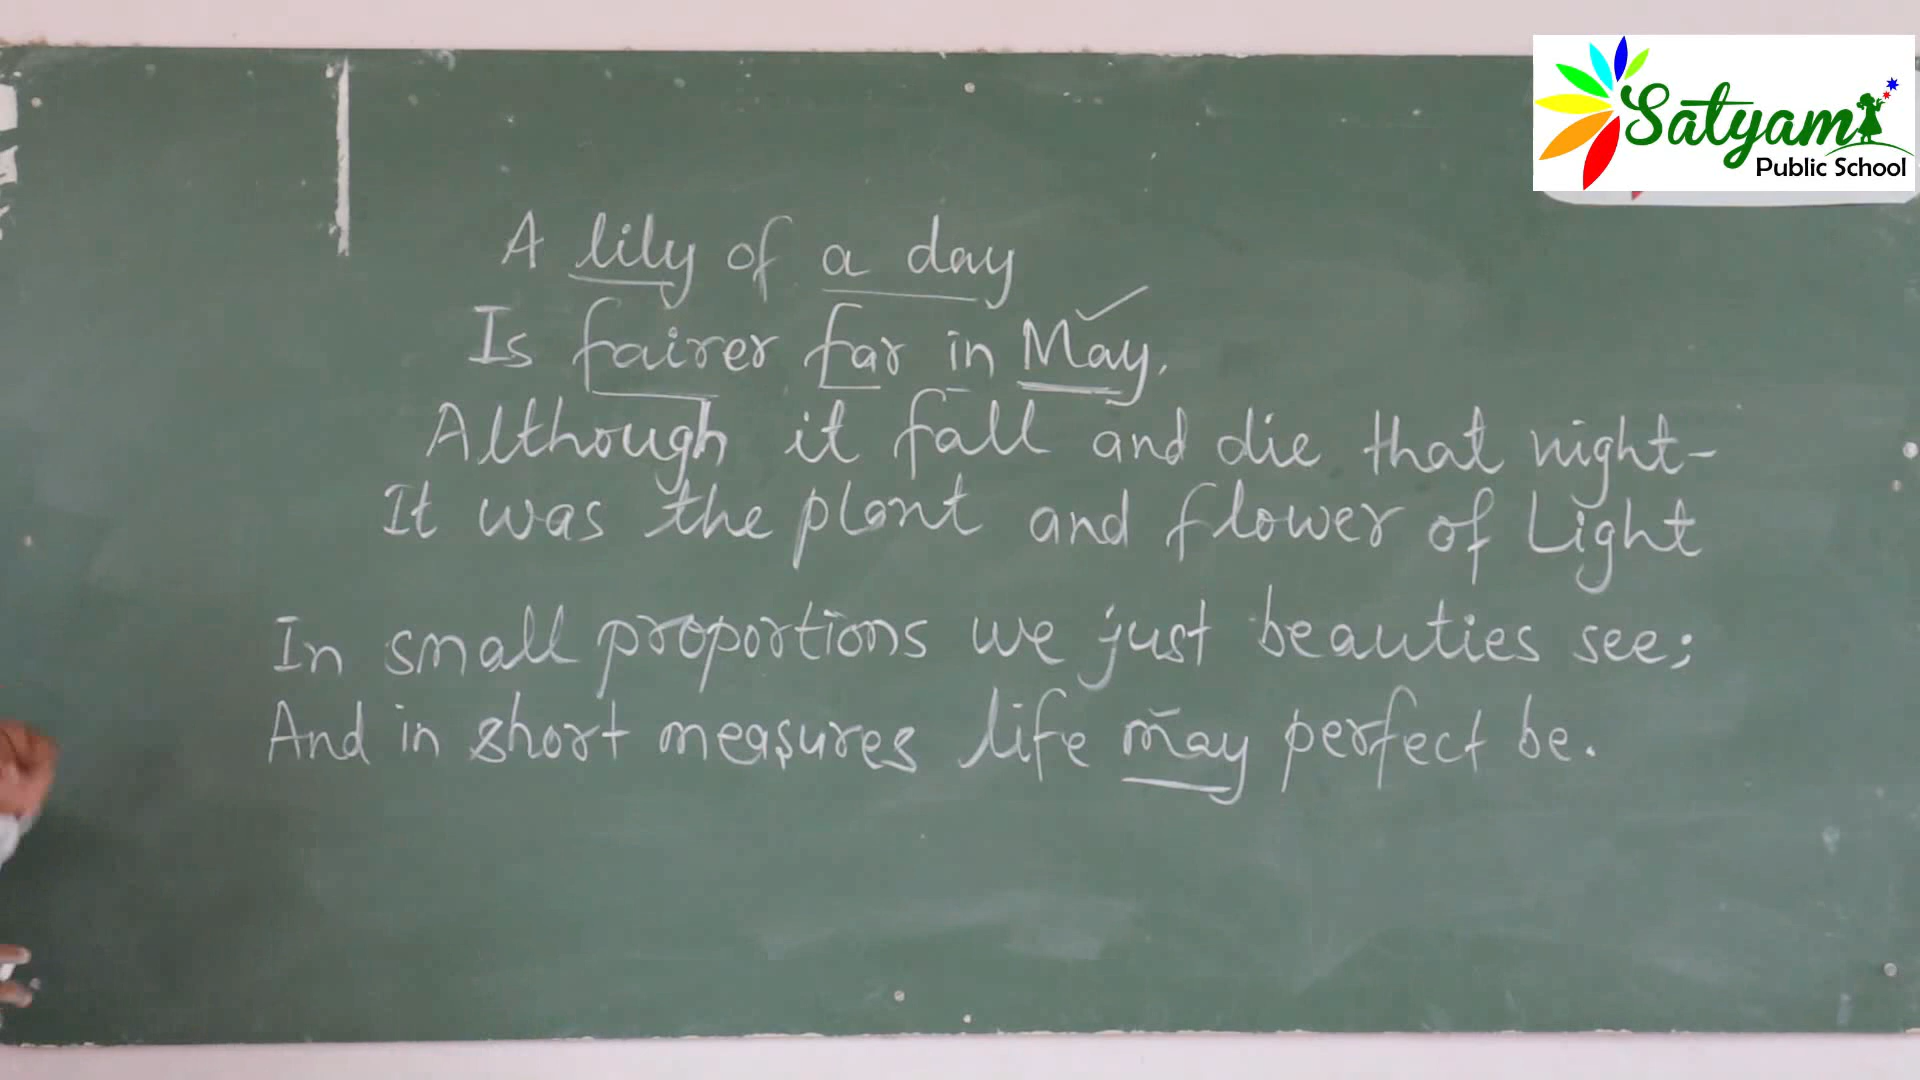 Satyam
Public School
A lily of a day
Is fairer far in May.
Although it fall and die that night-
It was the plant and flower of Light
In small proportions we just beauties see;
And in short measures life may perfect be.